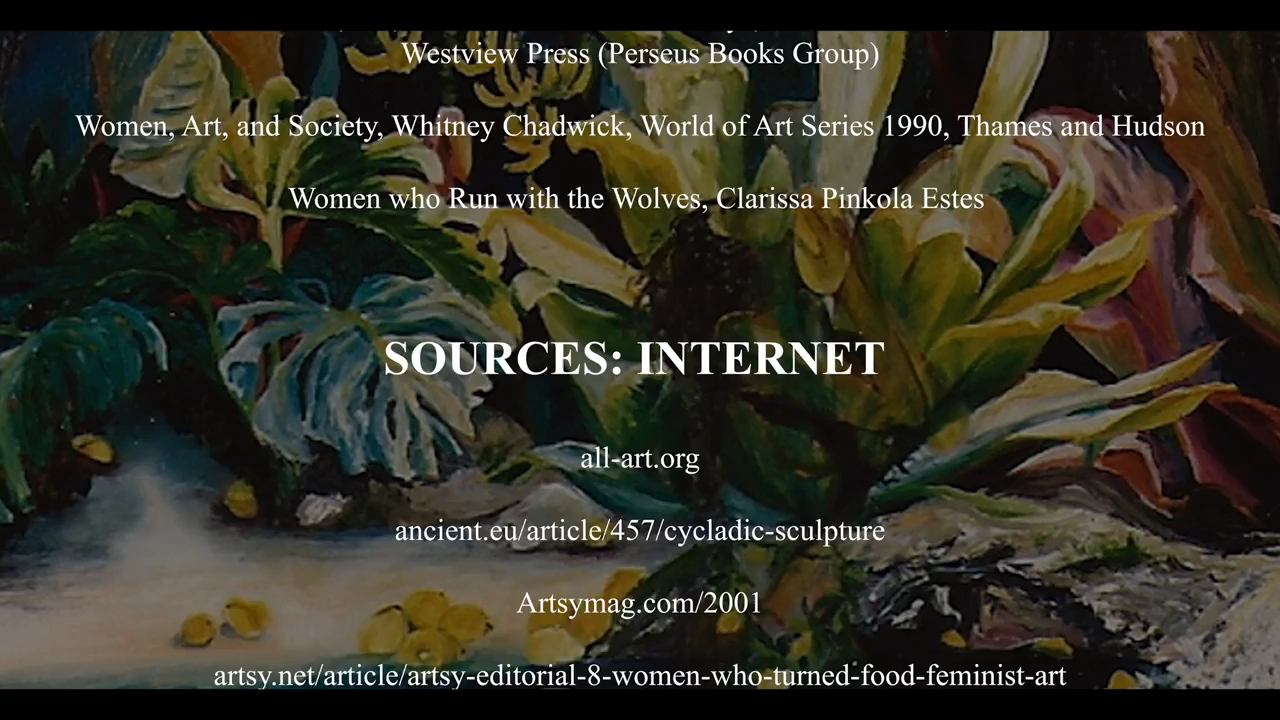 Westview Press (Perseus Books Group)
Women, Art, and Society, Whitney Chadwick, World of Art Series 1990, Thames and Hudson
Women who Run with the Wolves, Clarissa Pinkola Estes
SOURCES: INTERNET
all-art.org
ancient.eu/article/457/cycladic-sculpture
Artsymag.com/2001
artsy.net/article/artsy-editorial-8-women-who-turned-food-feminist-art